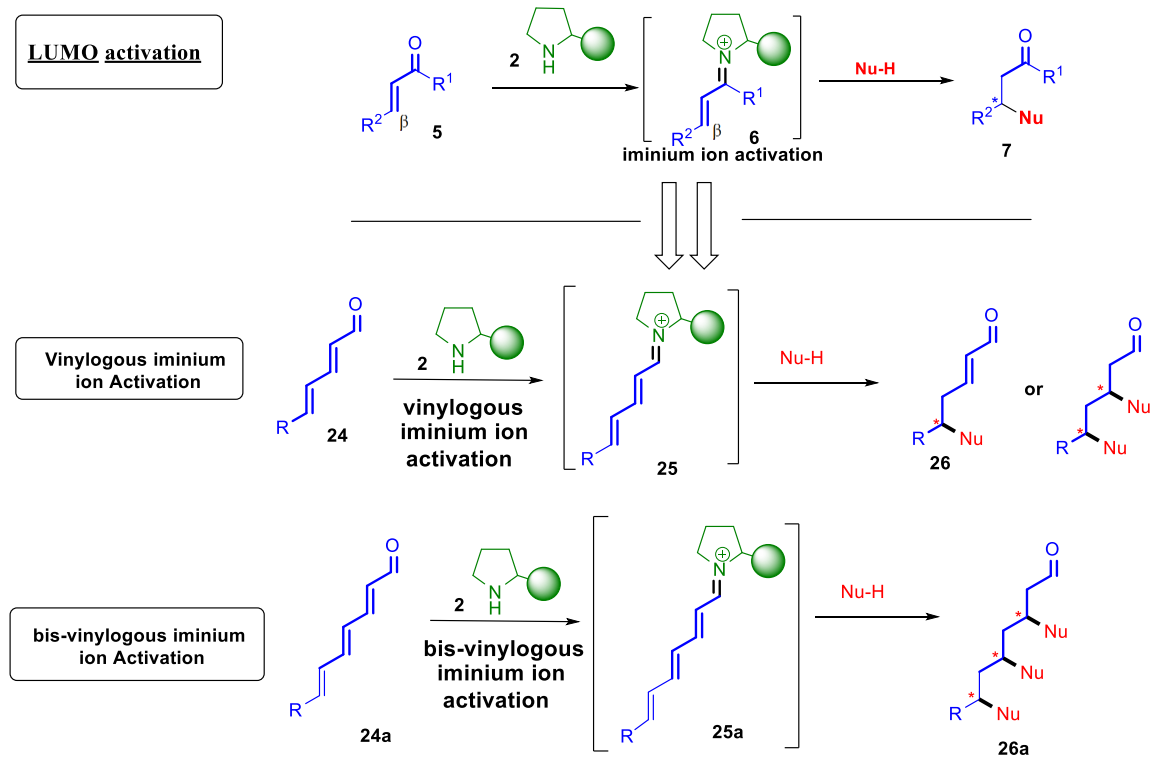 LUMO activation
O
R1
R2
β
5
2
N
H
N
+
R1
R2
β
6
iminium ion activation
Nu-H
O
R1
R2
*
Nu
7
Vinylogous iminium
ion Activation
O
R
24
2
N
H
vinylogous
iminium ion
activation
N
+
R
25
Nu-H
O
*
R
Nu
26
or
O
*
Nu
*
R
Nu
bis-vinylogous iminium
ion Activation
O
R
24a
2
N
H
bis-vinylogous
iminium ion
activation
N
+
R
25a
Nu-H
O
*
Nu
*
Nu
*
R
Nu
26a